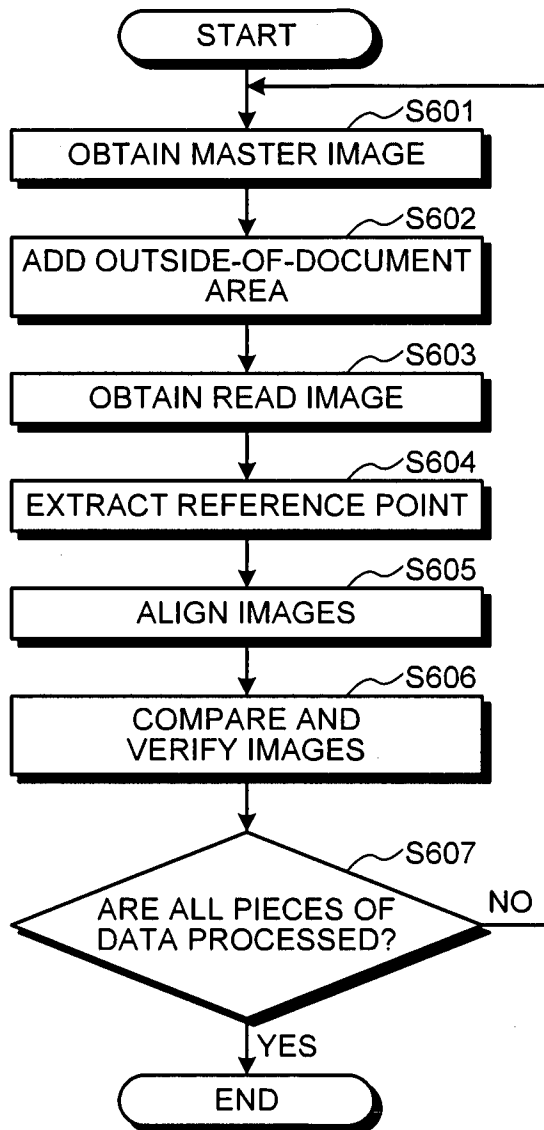 START
S601
OBTAIN MASTER IMAGE
S602
ADD OUTSIDE-OF-DOCUMENT
AREA
S603
OBTAIN READ IMAGE
S604
EXTRACT REFERENCE POINT
S605
ALIGN IMAGES
S606
COMPARE AND
VERIFY IMAGES
S607
ARE ALL PIECES OF
DATA PROCESSED?
NO
YES
END